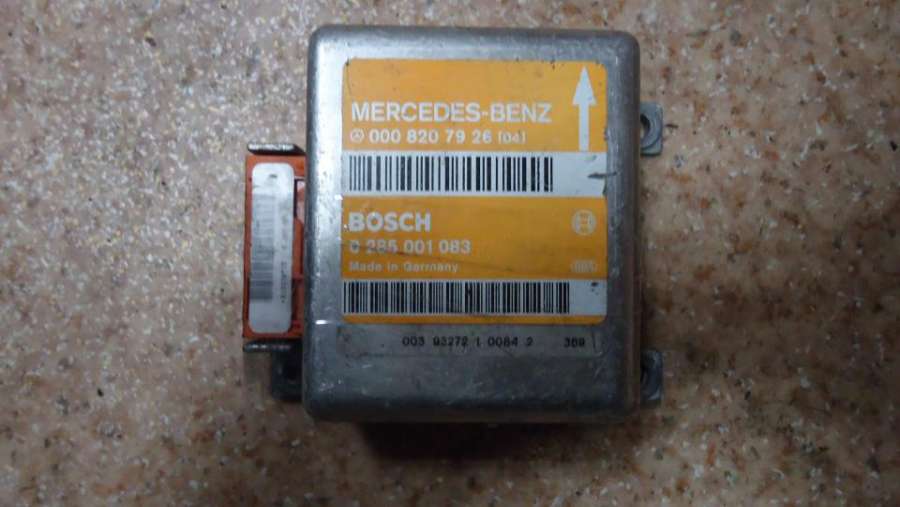 MERCEDES-BENZ
000 820 79 26 [04]
BOSCH
0 285 001 083
Made in Germany
003 93272 1 0084 2 369